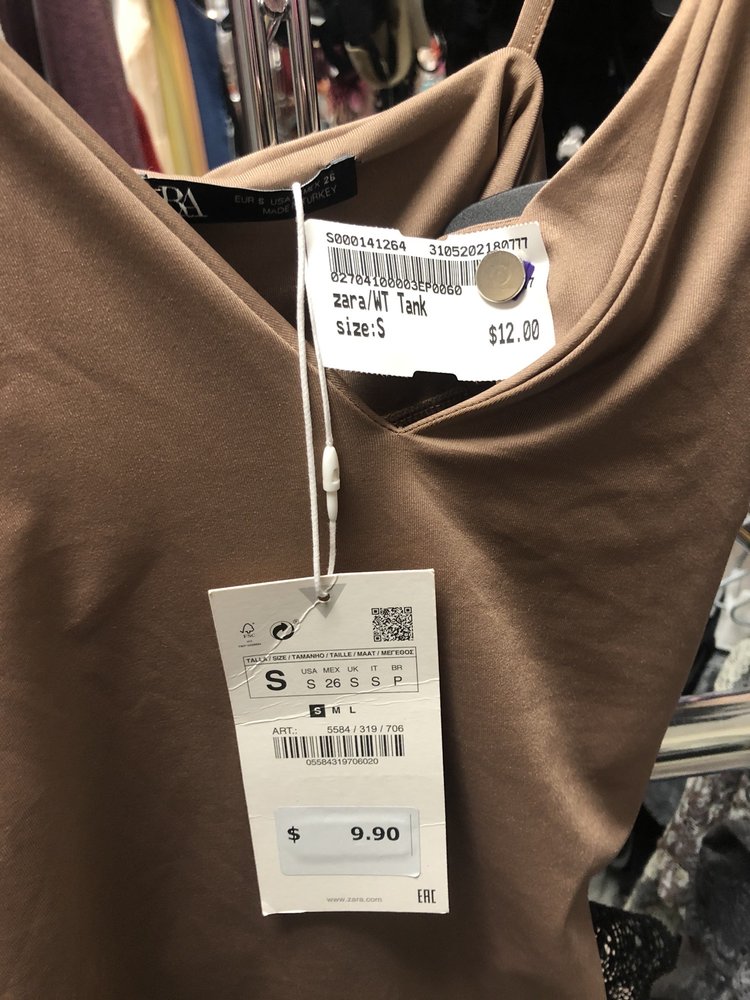 EUR S USA S MEX 26
MADE IN TURKEY
S000141264 3105202180777
02704100003EP0060
zara/WT Tank
size:S
$12.00
FSC
TALLA / SIZE / TAMANHO / TAILLE / MAAT / ΜΕΓΕΘΟΣ
S
USA MEX UK IT BR
S 26 S S P
S M L
ART.: 5584 / 319 / 706
05584319706020
$ 9.90
www.zara.com
EAC